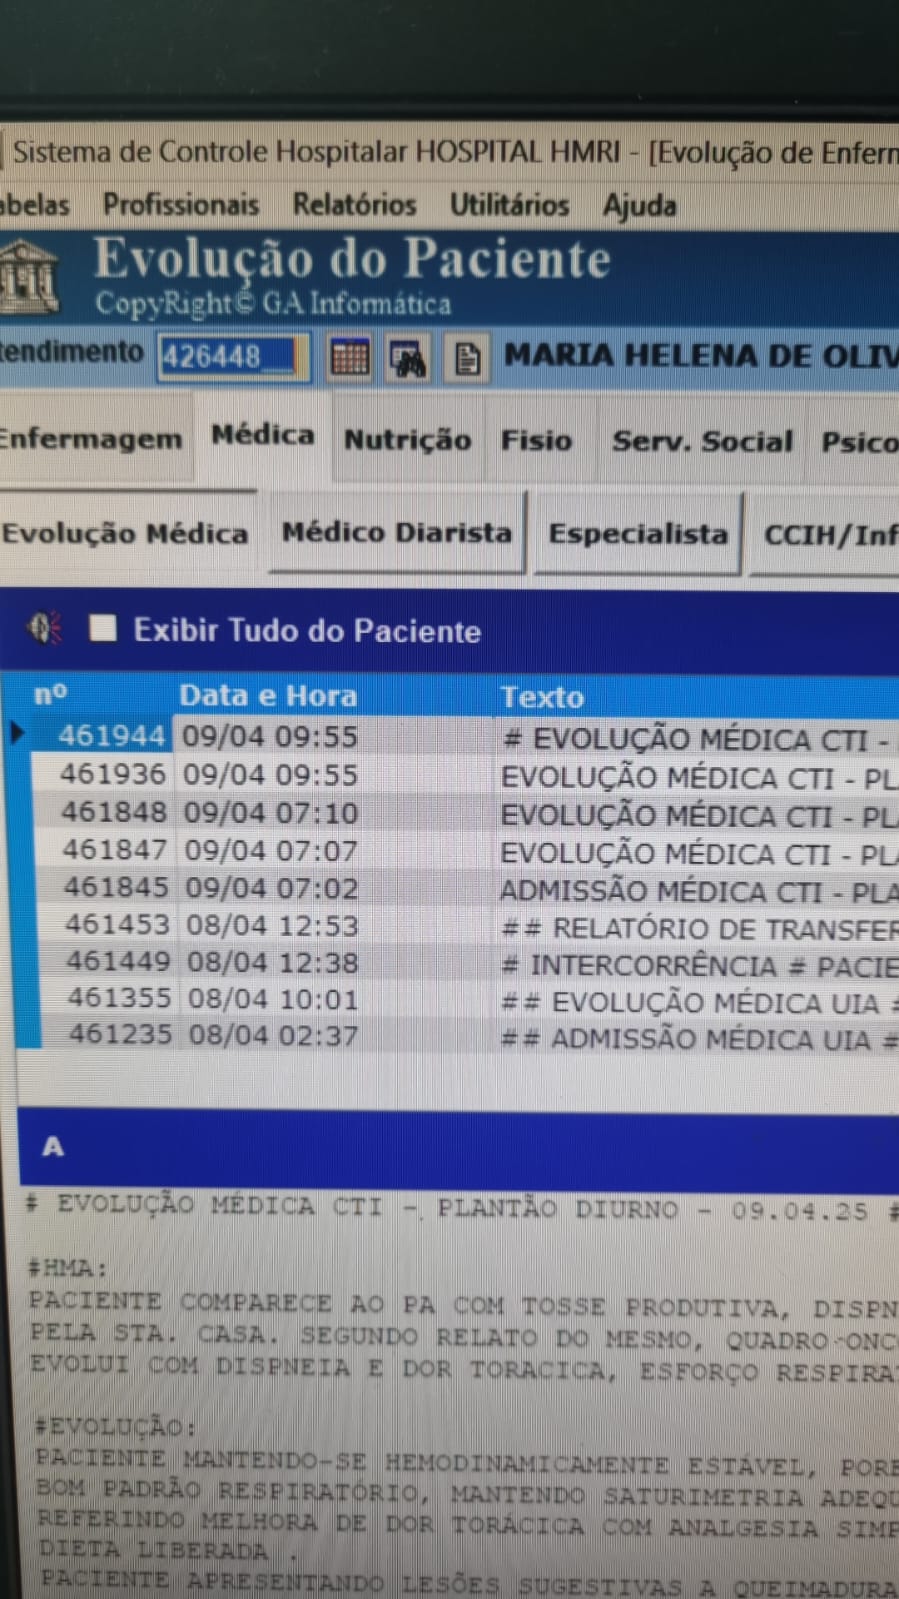 Sistema de Controle Hospitalar HOSPITAL HMRI - [Evolução de Enferm
abelas Profissionais Relatórios Utilitários Ajuda
Evolução do Paciente
CopyRight© GA Informática
tendimento 426448__ MARIA HELENA DE OLIV
Enfermagem Médica Nutrição Fisio Serv. Social Psico
Evolução Médica Médico Diarista Especialista CCIH/Inf
Exibir Tudo do Paciente
nº Data e Hora Texto
461944 09/04 09:55 # EVOLUÇÃO MÉDICA CTI -
461936 09/04 09:55 EVOLUÇÃO MÉDICA CTI - PLA
461848 09/04 07:10 EVOLUÇÃO MÉDICA CTI - PLA
461847 09/04 07:07 EVOLUÇÃO MÉDICA CTI - PLA
461845 09/04 07:02 ADMISSÃO MÉDICA CTI - PLA
461453 08/04 12:53 ## RELATÓRIO DE TRANSFER
461449 08/04 12:38 # INTERCORRÊNCIA # PACIE
461355 08/04 10:01 ## EVOLUÇÃO MÉDICA UIA #
461235 08/04 02:37 ## ADMISSÃO MÉDICA UIA #
A
# EVOLUÇÃO MÉDICA CTI - PLANTÃO DIURNO - 09.04.25 #
#HMA:
PACIENTE COMPARECE AO PA COM TOSSE PRODUTIVA, DISPN
PELA STA. CASA. SEGUNDO RELATO DO MESMO, QUADRO ONCO
EVOLUI COM DISPNEIA E DOR TORACICA, ESFORÇO RESPIRAT
#EVOLUÇÃO:
PACIENTE MANTENDO-SE HEMODINAMICAMENTE ESTÁVEL, PORE
BOM PADRÃO RESPIRATÓRIO, MANTENDO SATURIMETRIA ADEQU
REFERINDO MELHORA DE DOR TORÁCICA COM ANALGESIA SIMP
DIETA LIBERADA .
PACIENTE APRESENTANDO LESÕES SUGESTIVAS A QUEIMADURA